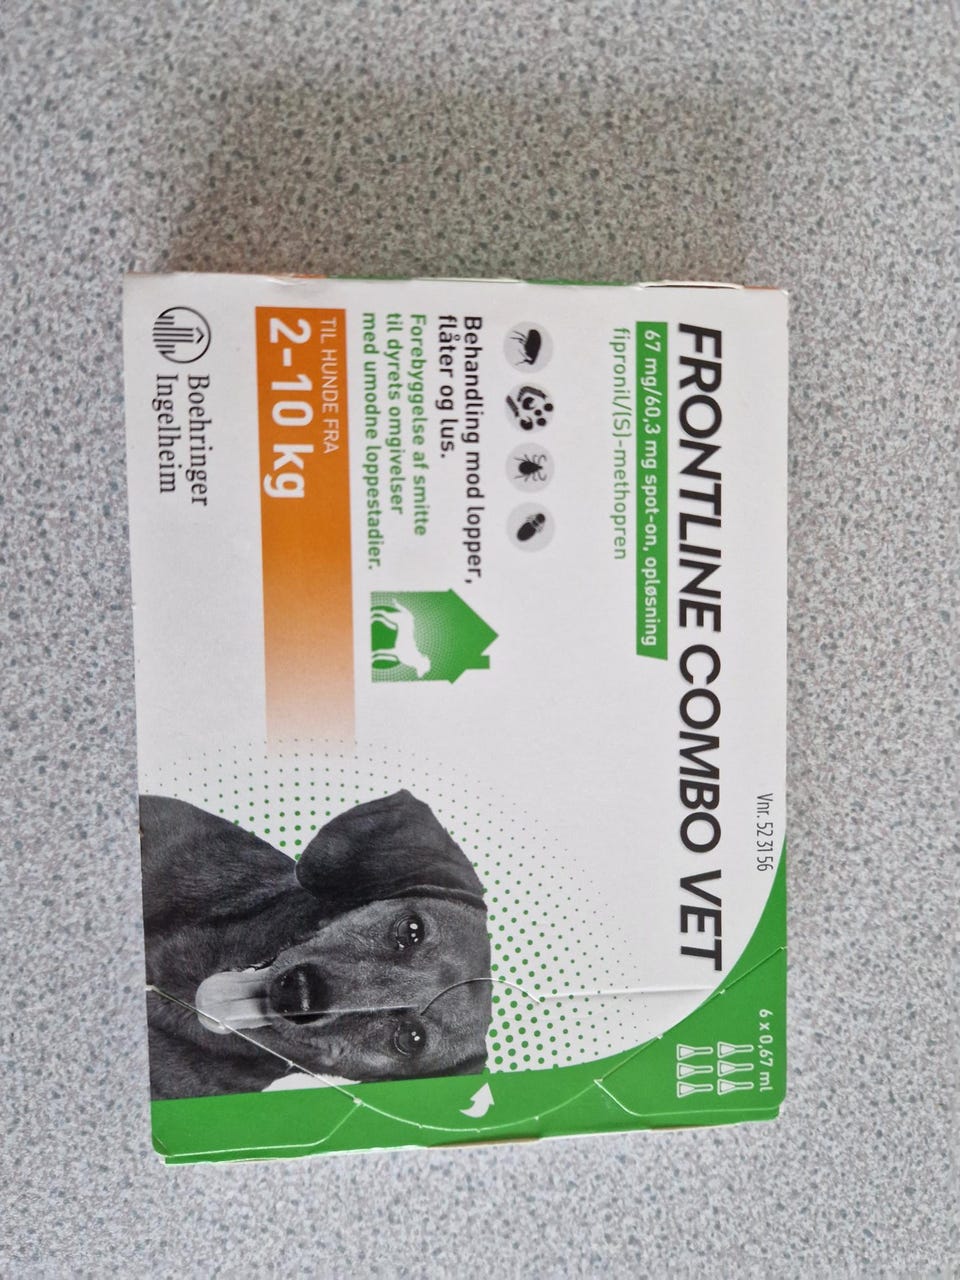 Vnr. 52 31 56
6 x 0,67 ml
FRONTLINE COMBO VET
67 mg/60,3 mg spot-on, opløsning
fipronil/(S)-methopren
Behandling mod lopper,
flåter og lus.
Forebyggelse af smitte
til dyrets omgivelser
med umodne loppestadier.
TIL HUNDE FRA
2-10 kg
Boehringer
Ingelheim